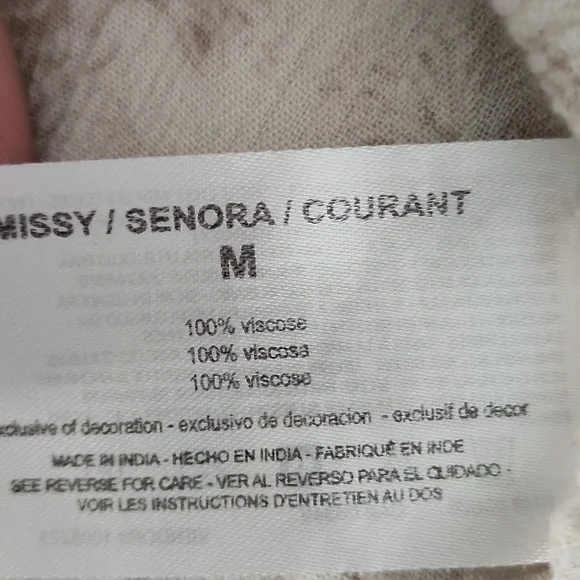 MISSY / SENORA / COURANT
M
100% viscose
100% viscosa
100% viscose
exclusive of decoration - exclusivo de decoracion - exclusif de decor
MADE IN INDIA - HECHO EN INDIA - FABRIQUÉ EN INDE
SEE REVERSE FOR CARE - VER AL REVERSO PARA EL CUIDADO -
VOIR LES INSTRUCTIONS D'ENTRETIEN AU DOS